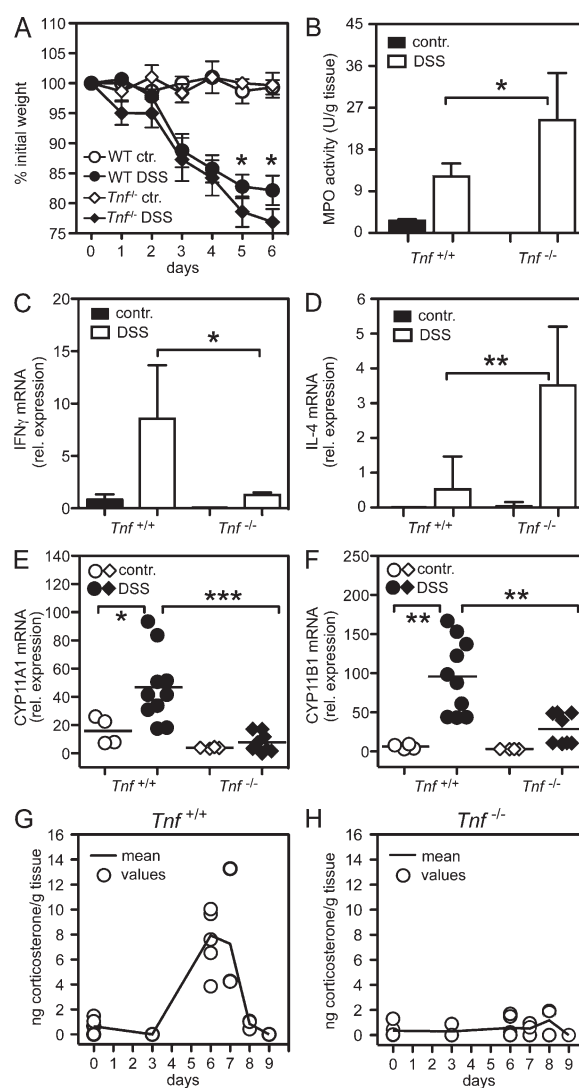 A
110
105
100
95
90
85
80
75
% initial weight
WT ctr.
WT DSS
Tnf-/- ctr.
Tnf-/- DSS
* *
0 1 2 3 4 5 6
days
B
45
36
27
18
9
0
MPO activity (U/g tissue)
contr.
DSS
*
Tnf +/+ Tnf -/-
C
20
15
10
5
0
IFNγ mRNA
(rel. expression)
contr.
DSS
*
Tnf +/+ Tnf -/-
D
6
5
4
3
2
1
0
IL-4 mRNA
(rel. expression)
contr.
DSS
**
Tnf +/+ Tnf -/-
E
140
120
100
80
60
40
20
0
CYP11A1 mRNA
(rel. expression)
contr.
DSS
* ***
Tnf +/+ Tnf -/-
F
250
200
150
100
50
0
CYP11B1 mRNA
(rel. expression)
contr.
DSS
** **
Tnf +/+ Tnf -/-
G
Tnf +/+
16
14
12
10
8
6
4
2
0
ng corticosterone/g tissue
mean
values
0 1 2 3 4 5 6 7 8 9
days
H
Tnf -/-
16
14
12
10
8
6
4
2
0
ng corticosterone/g tissue
mean
values
0 1 2 3 4 5 6 7 8 9
days